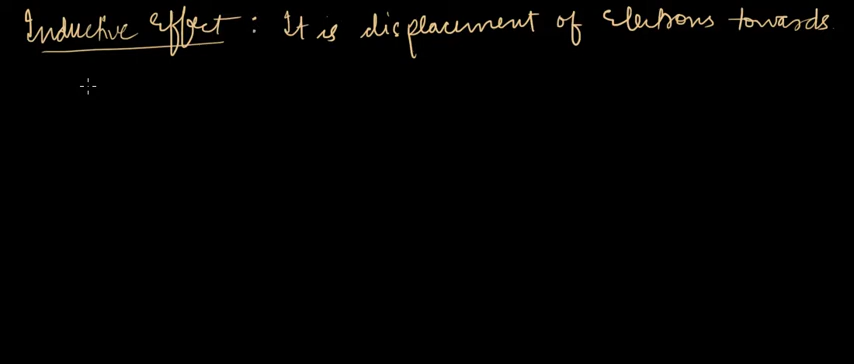 Inductive Effect : It is displacement of electrons towards